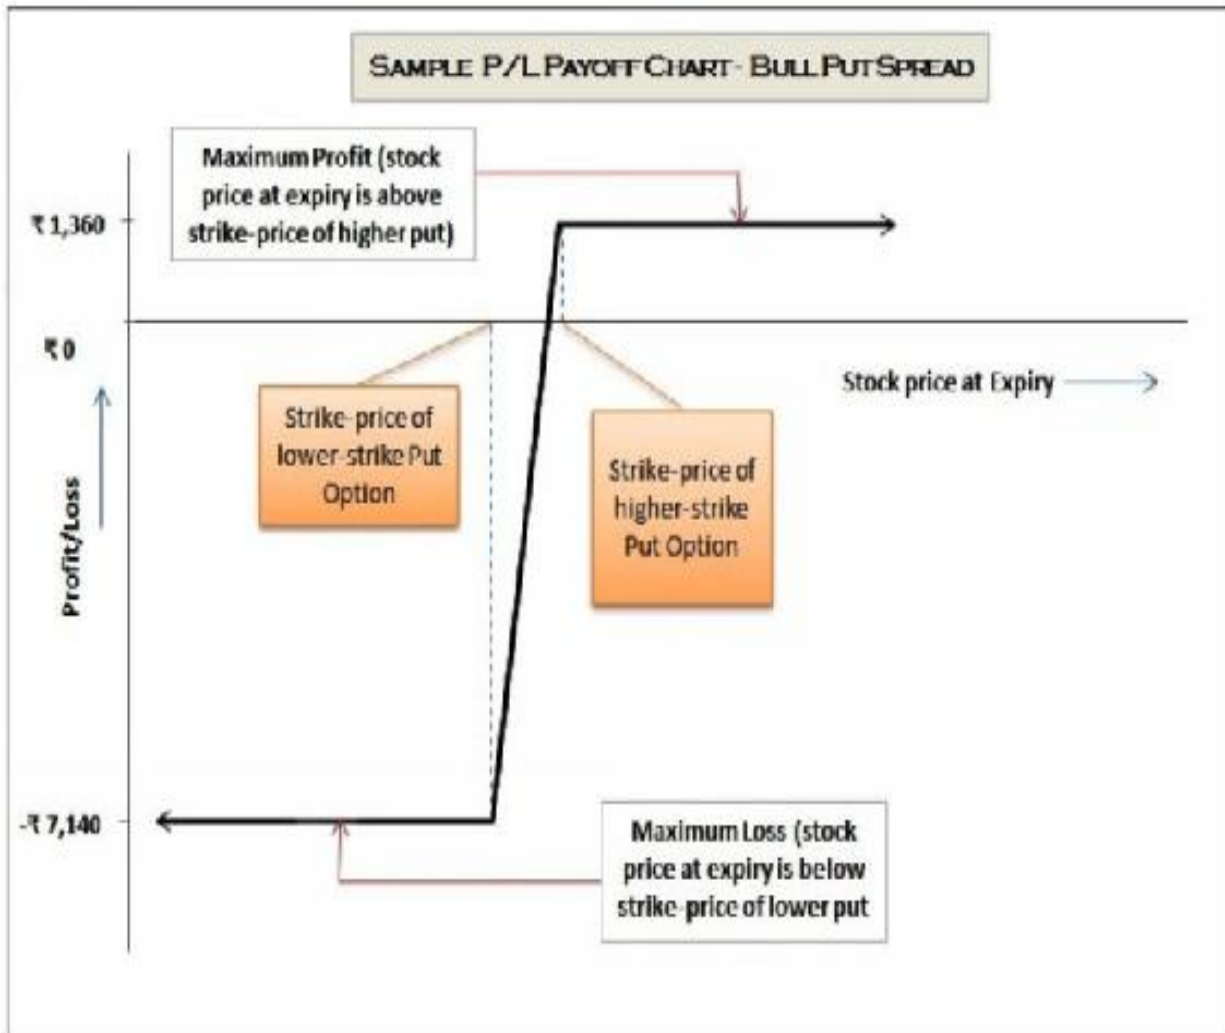 SAMPLE P/L PAYOFF CHART- BULL PUT SPREAD
Maximum Profit (stock
price at expiry is above
strike-price of higher put)
₹ 1,360
₹ 0
Stock price at Expiry
Strike-price of
lower-strike Put
Option
Strike-price of
higher-strike
Put Option
Profit/Loss
-₹ 7,140
Maximum Loss (stock
price at expiry is below
strike-price of lower put